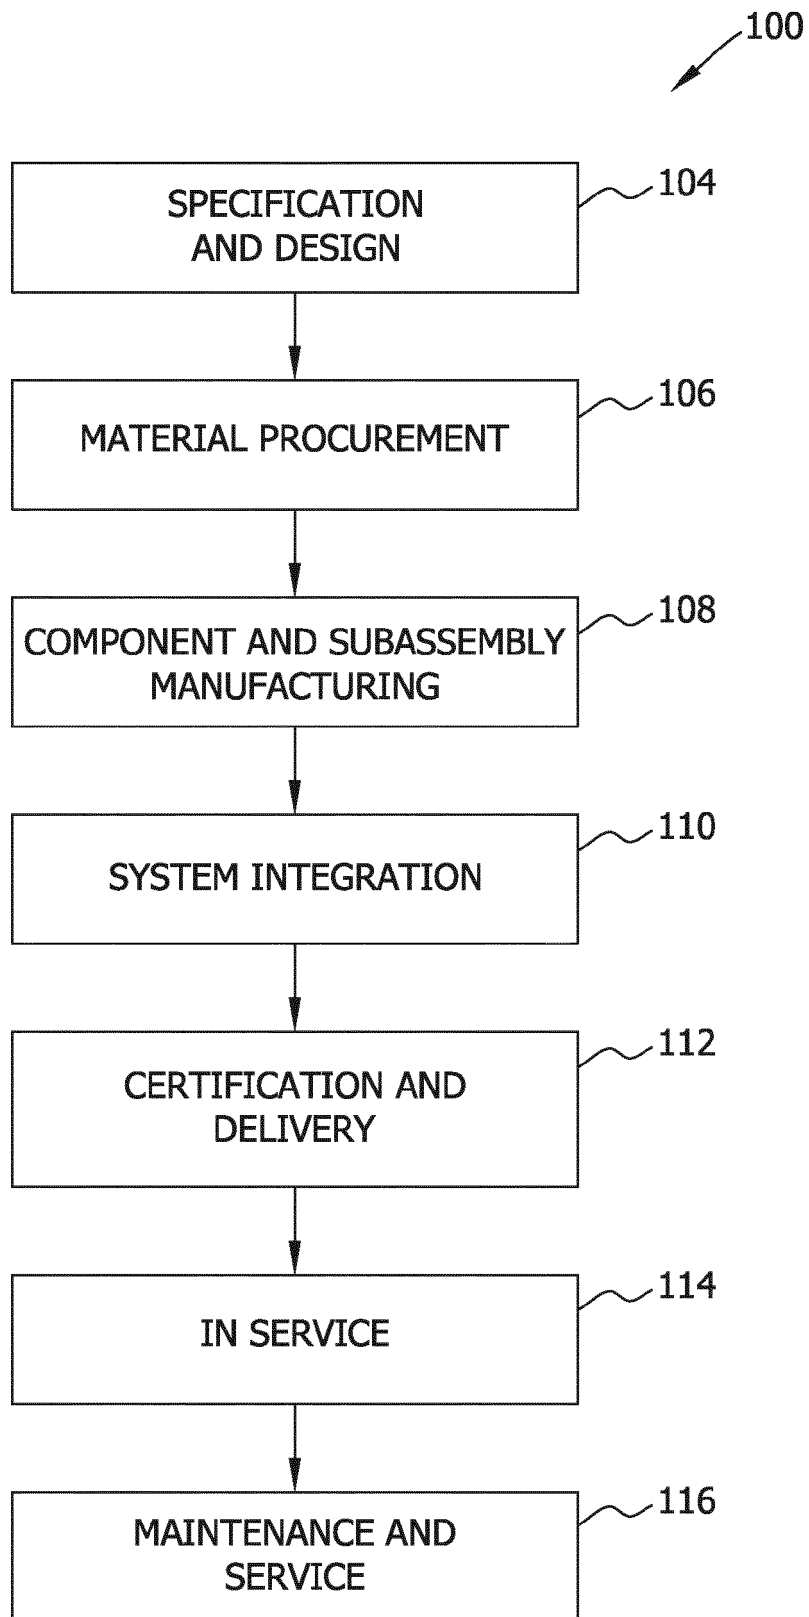 100
SPECIFICATION
AND DESIGN
104
MATERIAL PROCUREMENT
106
COMPONENT AND SUBASSEMBLY
MANUFACTURING
108
SYSTEM INTEGRATION
110
CERTIFICATION AND
DELIVERY
112
IN SERVICE
114
MAINTENANCE AND
SERVICE
116